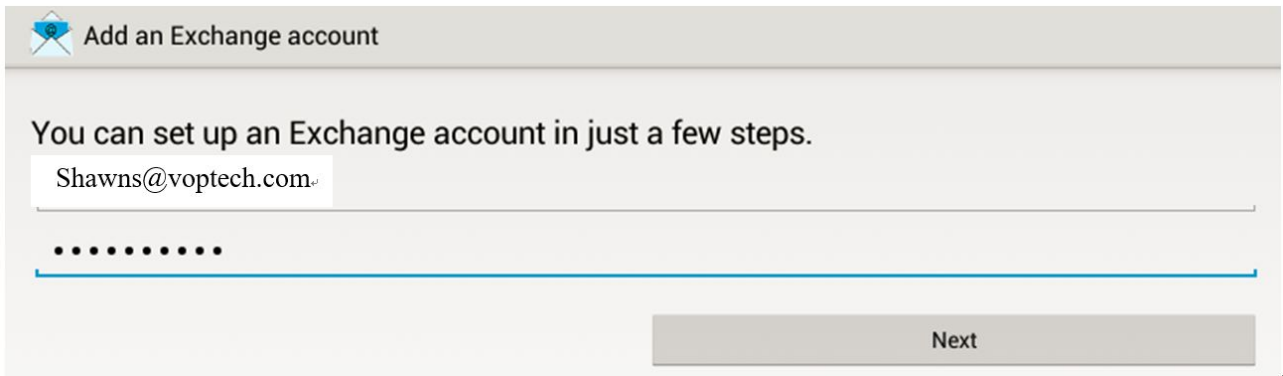 Add an Exchange account
You can set up an Exchange account in just a few steps.
Shawns@voptech.com
••••••••••
Next